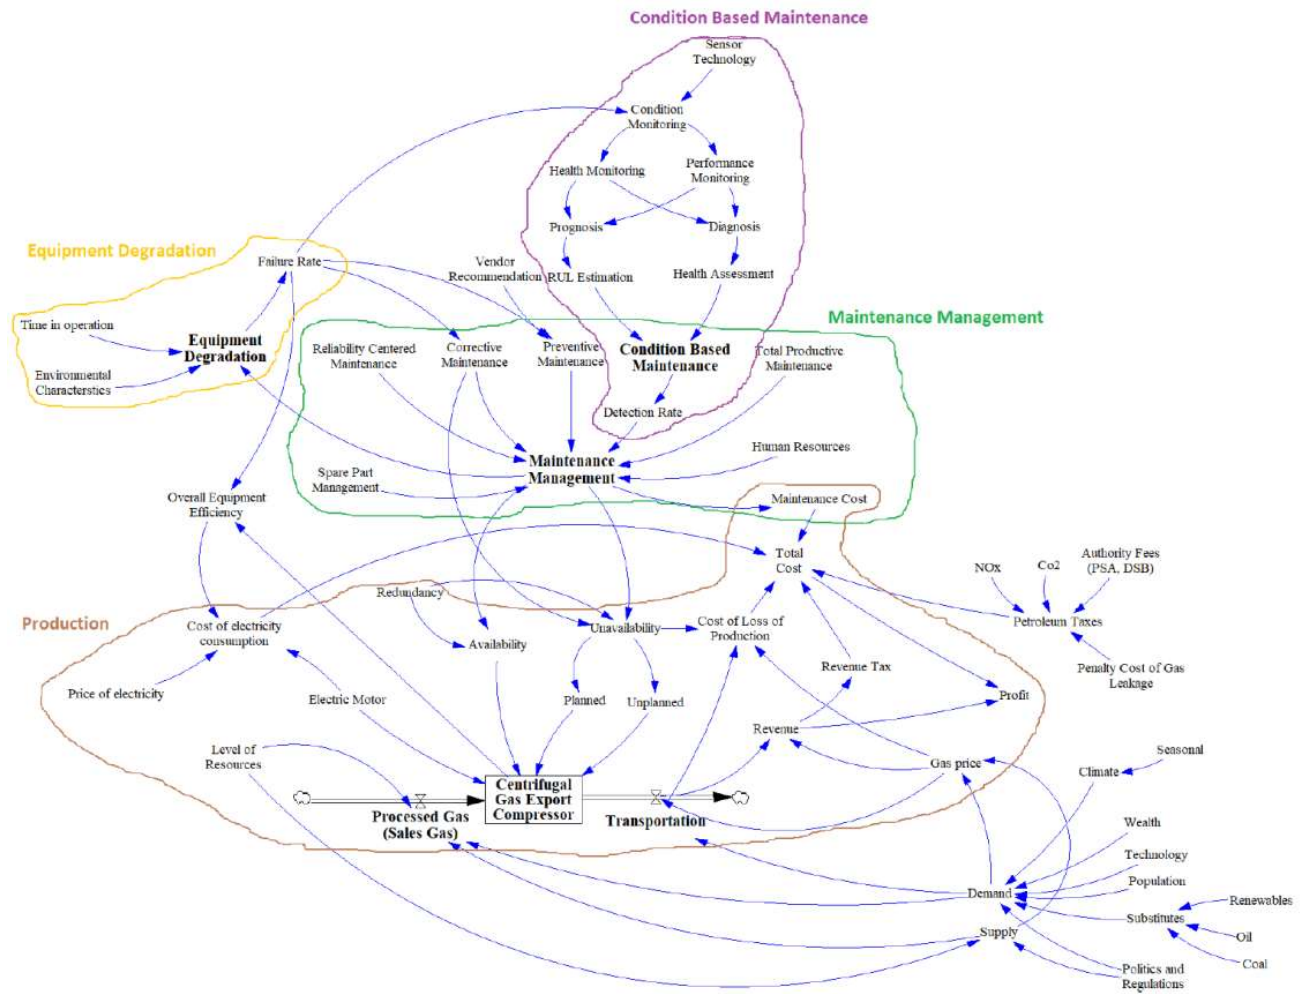 Condition Based Maintenance
Sensor
Technology
Condition
Monitoring
Health Monitoring
Performance
Monitoring
Prognosis
Diagnosis
Equipment Degradation
Failure Rate
Vendor
Recommendation
RUL Estimation
Health Assessment
Time in operation
Equipment
Degradation
Environmental
Characterstics
Maintenance Management
Reliability Centered
Maintenance
Corrective
Maintenance
Preventive
Maintenance
Condition Based
Maintenance
Total Productive
Maintenance
Detection Rate
Maintenance
Management
Human Resources
Spare Part
Management
Overall Equipment
Efficiency
Maintenance Cost
Total
Cost
NOx
Co2
Authority Fees
(PSA, DSB)
Production
Redundancy
Cost of electricity
consumption
Availability
Unavailability
Cost of Loss of
Production
Petroleum Taxes
Revenue Tax
Penalty Cost of Gas
Leakage
Price of electricity
Electric Motor
Planned
Unplanned
Profit
Revenue
Level of
Resources
Gas price
Climate
Seasonal
Centrifugal
Gas Export
Compressor
Processed Gas
(Sales Gas)
Transportation
Wealth
Technology
Population
Demand
Substitutes
Renewables
Supply
Oil
Coal
Politics and
Regulations